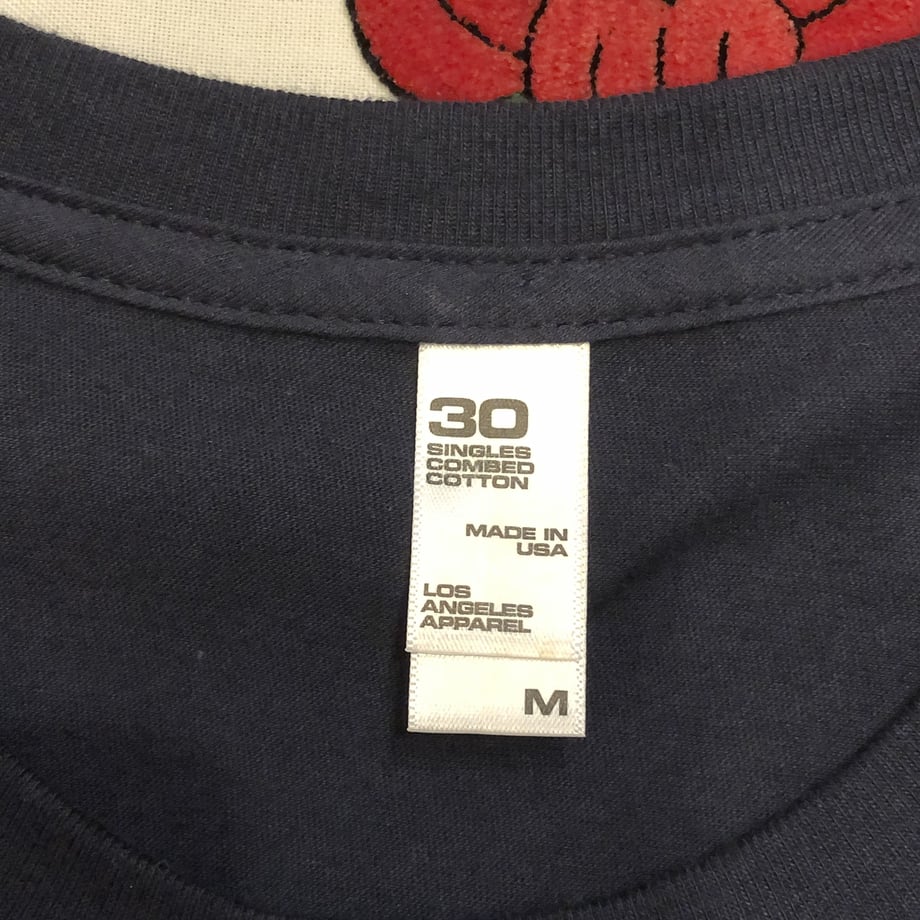 30
SINGLES
COMBED
COTTON
MADE IN
USA
LOS
ANGELES
APPAREL
M